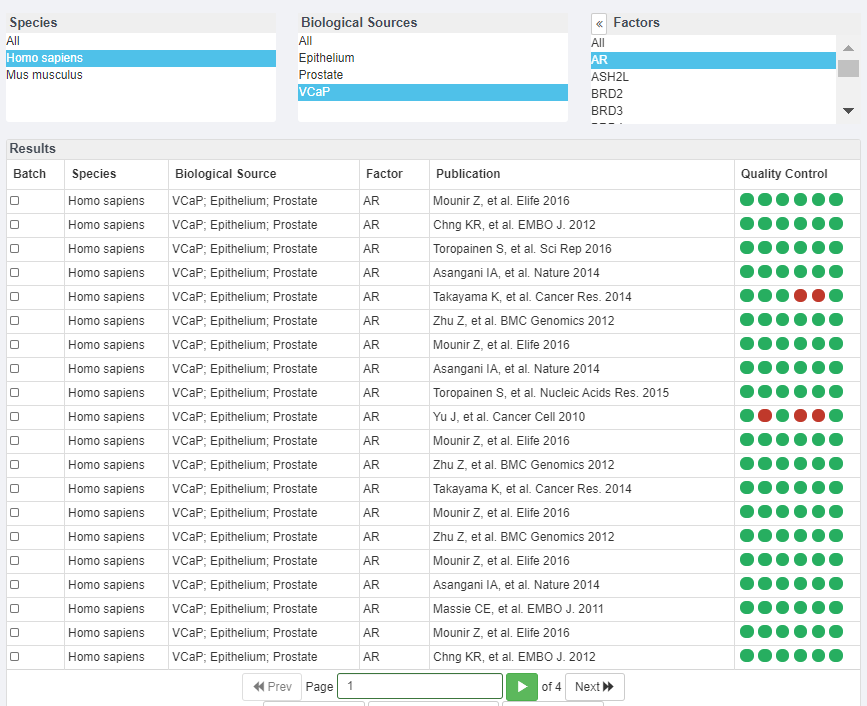 Species
Biological Sources
« Factors
All
Homo sapiens
Mus musculus
All
Epithelium
Prostate
VCaP
All
AR
ASH2L
BRD2
BRD3
Results
Batch Species Biological Source Factor Publication Quality Control
Homo sapiens VCaP; Epithelium; Prostate AR Mounir Z, et al. Elife 2016
Homo sapiens VCaP; Epithelium; Prostate AR Chng KR, et al. EMBO J. 2012
Homo sapiens VCaP; Epithelium; Prostate AR Toropainen S, et al. Sci Rep 2016
Homo sapiens VCaP; Epithelium; Prostate AR Asangani IA, et al. Nature 2014
Homo sapiens VCaP; Epithelium; Prostate AR Takayama K, et al. Cancer Res. 2014
Homo sapiens VCaP; Epithelium; Prostate AR Zhu Z, et al. BMC Genomics 2012
Homo sapiens VCaP; Epithelium; Prostate AR Mounir Z, et al. Elife 2016
Homo sapiens VCaP; Epithelium; Prostate AR Asangani IA, et al. Nature 2014
Homo sapiens VCaP; Epithelium; Prostate AR Toropainen S, et al. Nucleic Acids Res. 2015
Homo sapiens VCaP; Epithelium; Prostate AR Yu J, et al. Cancer Cell 2010
Homo sapiens VCaP; Epithelium; Prostate AR Mounir Z, et al. Elife 2016
Homo sapiens VCaP; Epithelium; Prostate AR Zhu Z, et al. BMC Genomics 2012
Homo sapiens VCaP; Epithelium; Prostate AR Takayama K, et al. Cancer Res. 2014
Homo sapiens VCaP; Epithelium; Prostate AR Mounir Z, et al. Elife 2016
Homo sapiens VCaP; Epithelium; Prostate AR Zhu Z, et al. BMC Genomics 2012
Homo sapiens VCaP; Epithelium; Prostate AR Mounir Z, et al. Elife 2016
Homo sapiens VCaP; Epithelium; Prostate AR Asangani IA, et al. Nature 2014
Homo sapiens VCaP; Epithelium; Prostate AR Massie CE, et al. EMBO J. 2011
Homo sapiens VCaP; Epithelium; Prostate AR Mounir Z, et al. Elife 2016
Homo sapiens VCaP; Epithelium; Prostate AR Chng KR, et al. EMBO J. 2012
Prev Page 1 of 4 Next